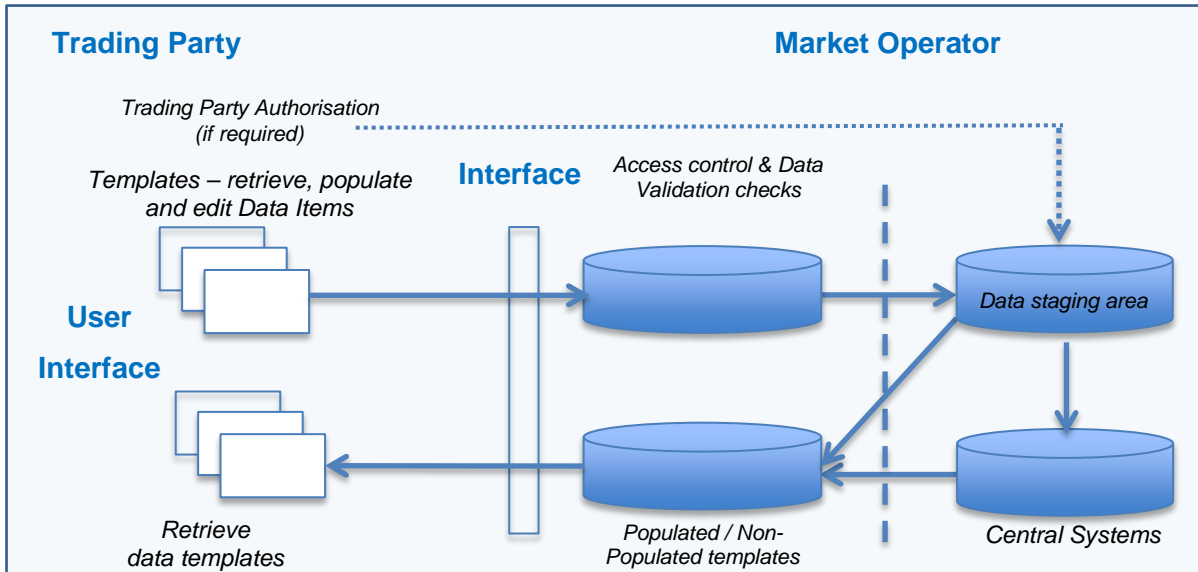 Trading Party
Market Operator
Trading Party Authorisation
(if required)
Templates – retrieve, populate
and edit Data Items
Interface
Access control & Data
Validation checks
User
Interface
Data staging area
Retrieve
data templates
Populated / Non-
Populated templates
Central Systems